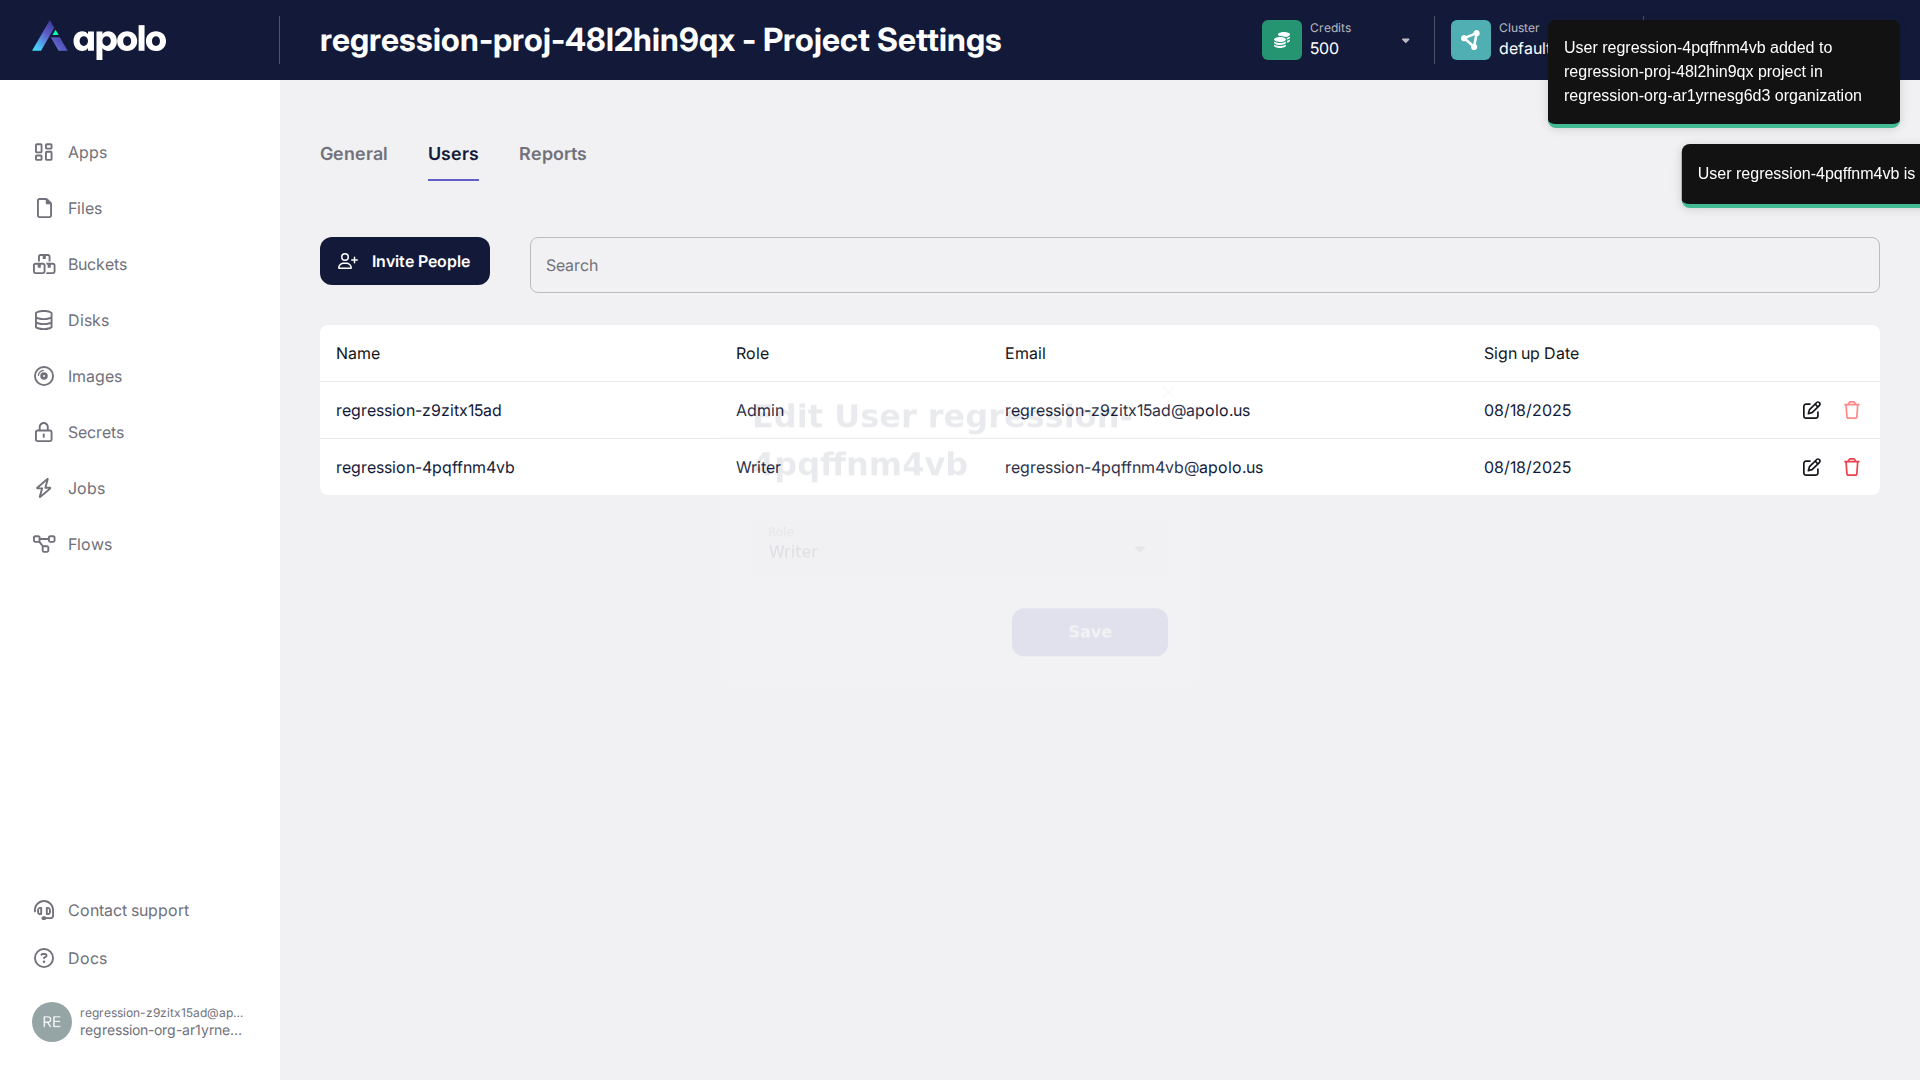 apolo
regression-proj-48l2hin9qx - Project Settings
Credits
500
Cluster
default
User regression-4pqffnm4vb added to
regression-proj-48l2hin9qx project in
regression-org-ar1yrnesg6d3 organization
User regression-4pqffnm4vb is
Apps
Files
Buckets
Disks
Images
Secrets
Jobs
Flows
General
Users
Reports
Invite People
Search
Name Role Email Sign up Date
regression-z9zitx15ad Admin regression-z9zitx15ad@apolo.us 08/18/2025
regression-4pqffnm4vb Writer regression-4pqffnm4vb@apolo.us 08/18/2025
Edit User regression-
4pqffnm4vb
Role
Writer
Save
Contact support
Docs
RE
regression-z9zitx15ad@ap...
regression-org-ar1yrne...